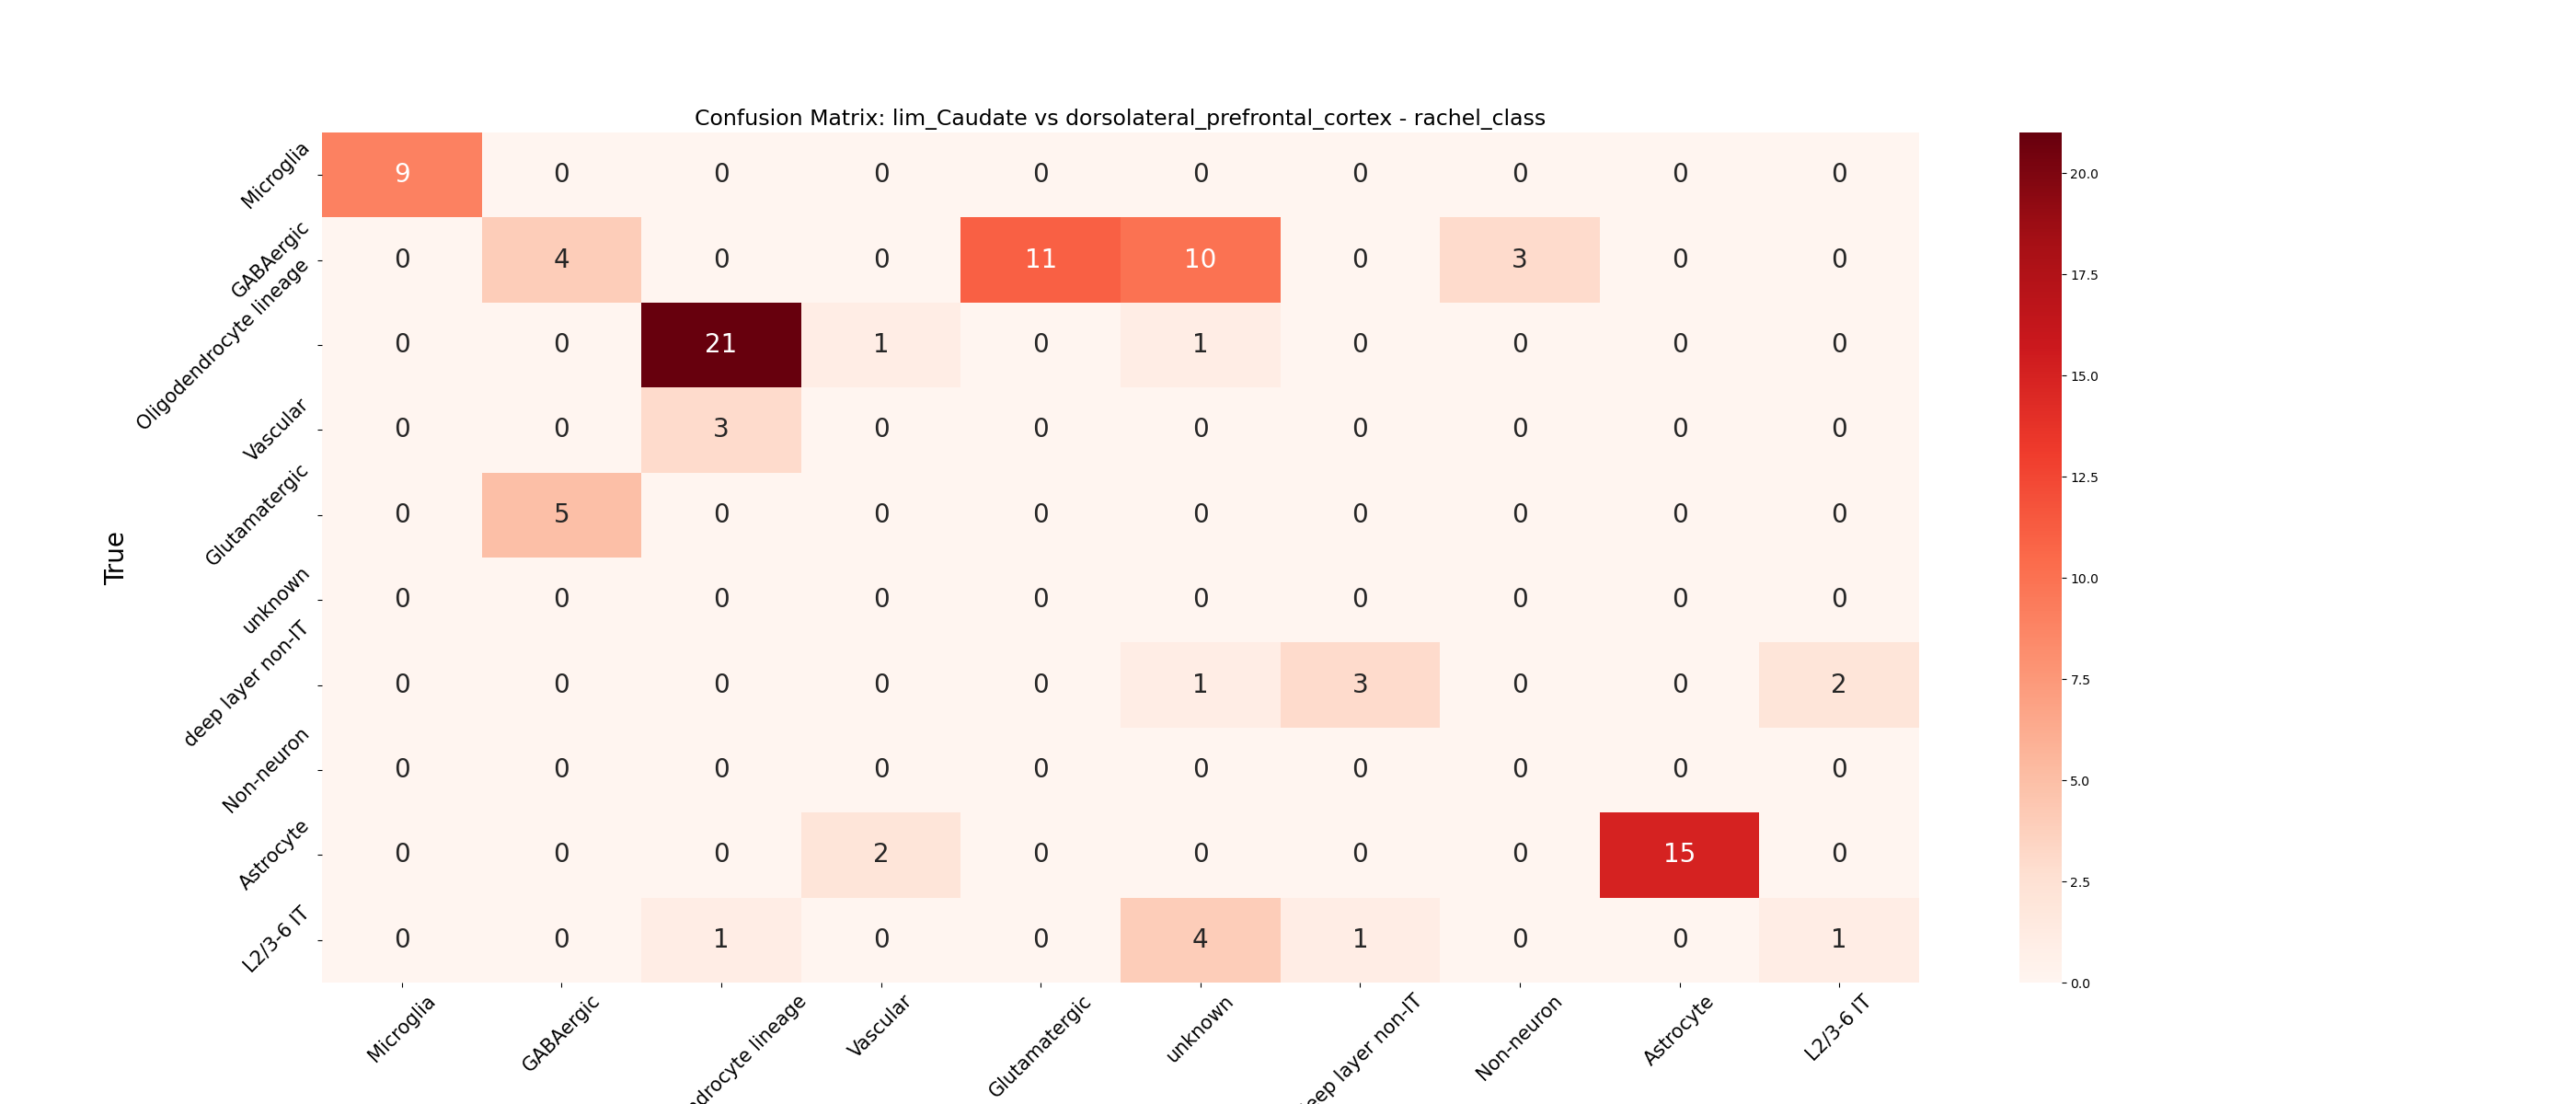 Confusion Matrix: lim_Caudate vs dorsolateral_prefrontal_cortex - rachel_class
True
Microglia 9 0 0 0 0 0 0 0 0 0
GABAergic 0 4 0 0 11 10 0 3 0 0
Oligodendrocyte lineage 0 0 21 1 0 1 0 0 0 0
Vascular 0 0 3 0 0 0 0 0 0 0
Glutamatergic 0 5 0 0 0 0 0 0 0 0
unknown 0 0 0 0 0 0 0 0 0 0
deep layer non-IT 0 0 0 0 0 1 3 0 0 2
Non-neuron 0 0 0 0 0 0 0 0 0 0
Astrocyte 0 0 0 2 0 0 0 0 15 0
L2/3-6 IT 0 0 1 0 0 4 1 0 0 1
Microglia
GABAergic
ndrocyte lineage
Vascular
Glutamatergic
unknown
eep layer non-IT
Non-neuron
Astrocyte
L2/3-6 IT
20.0
17.5
15.0
12.5
10.0
7.5
5.0
2.5
0.0